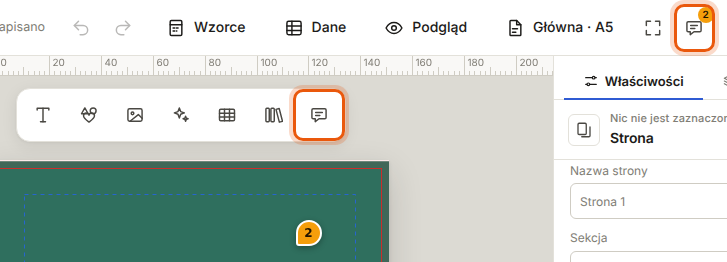 apisano
Wzorce
Dane
Podgląd
Główna · A5
2
20 40 60 80 100 120 140 160 180 200
Właściwości
Nic nie jest zaznaczon
Strona
Nazwa strony
Strona 1
Sekcja
2